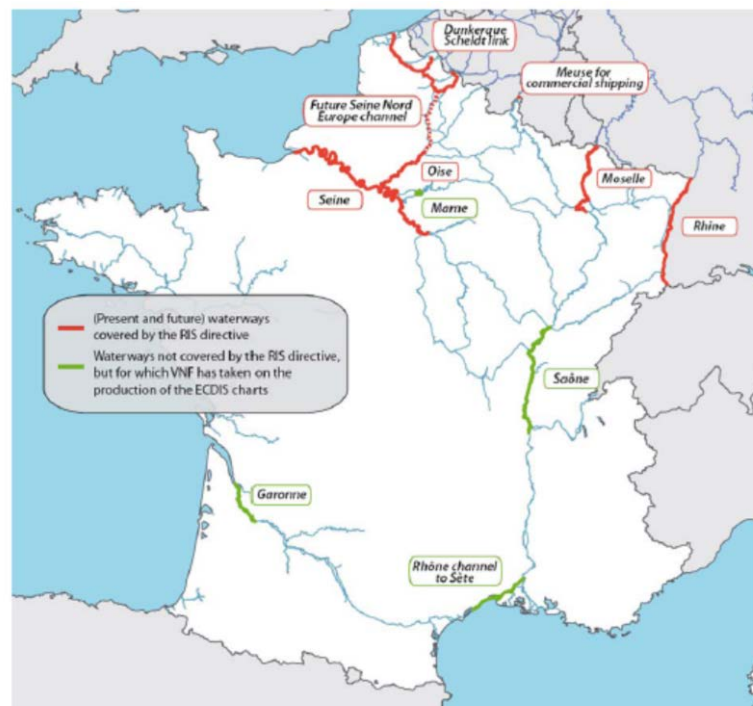 Dunkerque
Scheldt link
Meuse for
commercial shipping
Future Seine Nord
Europe channel
Oise
Moselle
Seine
Marne
Rhine
(Present and future) waterways
covered by the RIS directive
Waterways not covered by the RIS directive,
but for which VNF has taken on the
production of the ECDIS charts
Saône
Garonne
Rhône channel
to Sète